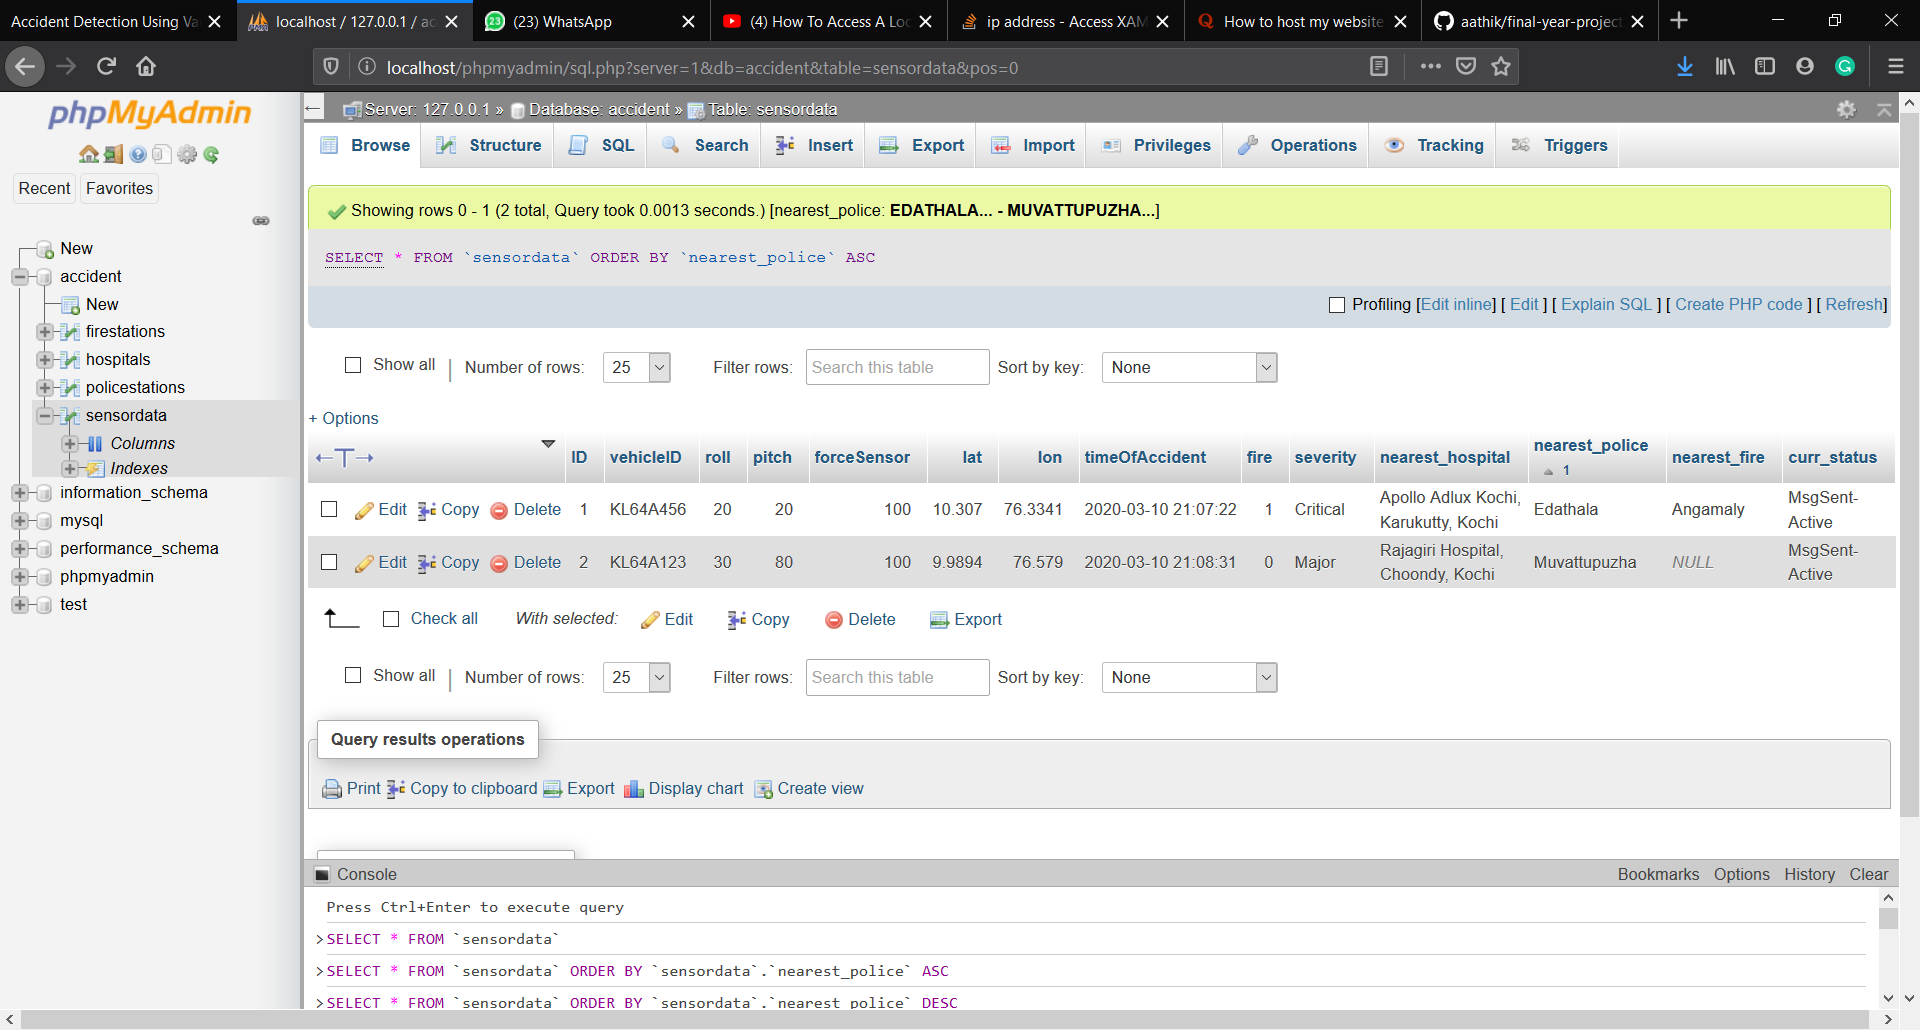 Accident Detection Using Va
localhost / 127.0.0.1 / ac
(23) WhatsApp
(4) How To Access A Loc
ip address - Access XAM
How to host my website
aathik/final-year-project
localhost/phpmyadmin/sql.php?server=1&db=accident&table=sensordata&pos=0
phpMyAdmin
Recent Favorites
New
accident
New
firestations
hospitals
policestations
sensordata
Columns
Indexes
information_schema
mysql
performance_schema
phpmyadmin
test
Server: 127.0.0.1 » Database: accident » Table: sensordata
Browse Structure SQL Search Insert Export Import Privileges Operations Tracking Triggers
Showing rows 0 - 1 (2 total, Query took 0.0013 seconds.) [nearest_police: EDATHALA... - MUVATTUPUZHA...]
SELECT * FROM `sensordata` ORDER BY `nearest_police` ASC
Profiling [Edit inline] [ Edit ] [ Explain SQL ] [ Create PHP code ] [ Refresh]
Show all | Number of rows: 25 Filter rows: Search this table Sort by key: None
+ Options
←T→ ID vehicleID roll pitch forceSensor lat lon timeOfAccident fire severity nearest_hospital nearest_police 1 nearest_fire curr_status
Edit Copy Delete 1 KL64A456 20 20 100 10.307 76.3341 2020-03-10 21:07:22 1 Critical Apollo Adlux Kochi, Karukutty, Kochi Edathala Angamaly MsgSent-Active
Edit Copy Delete 2 KL64A123 30 80 100 9.9894 76.579 2020-03-10 21:08:31 0 Major Rajagiri Hospital, Choondy, Kochi Muvattupuzha NULL MsgSent-Active
Check all With selected: Edit Copy Delete Export
Show all | Number of rows: 25 Filter rows: Search this table Sort by key: None
Query results operations
Print Copy to clipboard Export Display chart Create view
Console Bookmarks Options History Clear
Press Ctrl+Enter to execute query
>SELECT * FROM `sensordata`
>SELECT * FROM `sensordata` ORDER BY `sensordata`.`nearest_police` ASC
>SELECT * FROM `sensordata` ORDER BY `sensordata`.`nearest_police` DESC